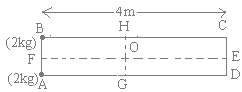 4m
B H C
(2kg) O
F E
(2kg) A G D